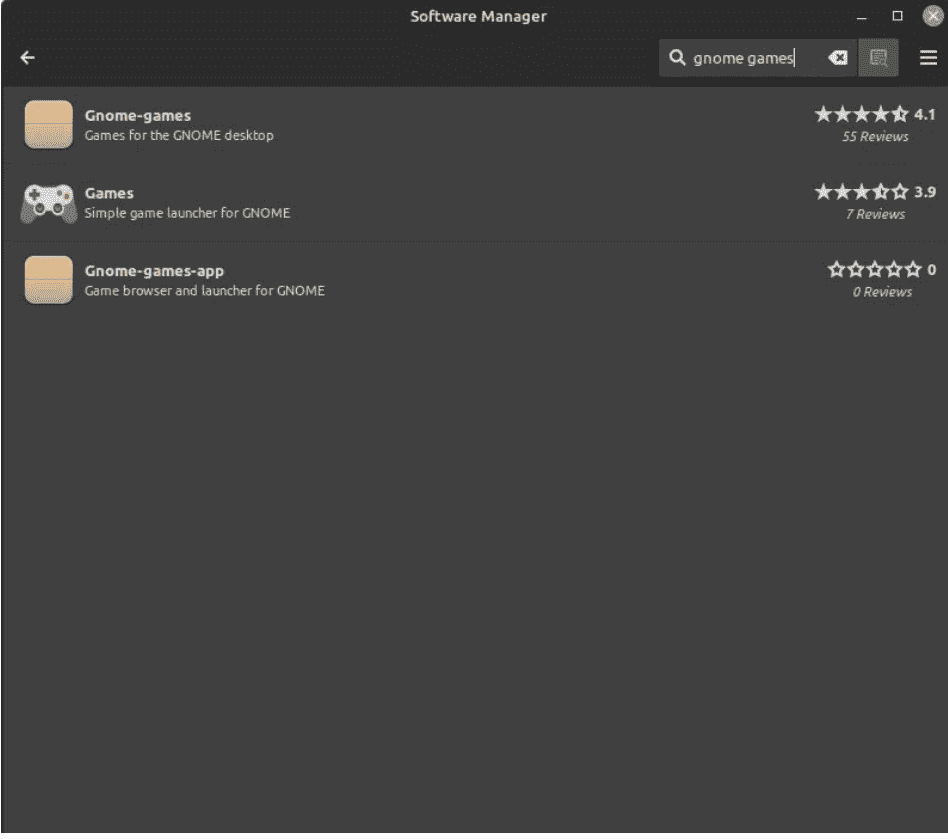 Software Manager
gnome games
Gnome-games
4.1
Games for the GNOME desktop
55 Reviews
Games
3.9
Simple game launcher for GNOME
7 Reviews
Gnome-games-app
0
Game browser and launcher for GNOME
0 Reviews